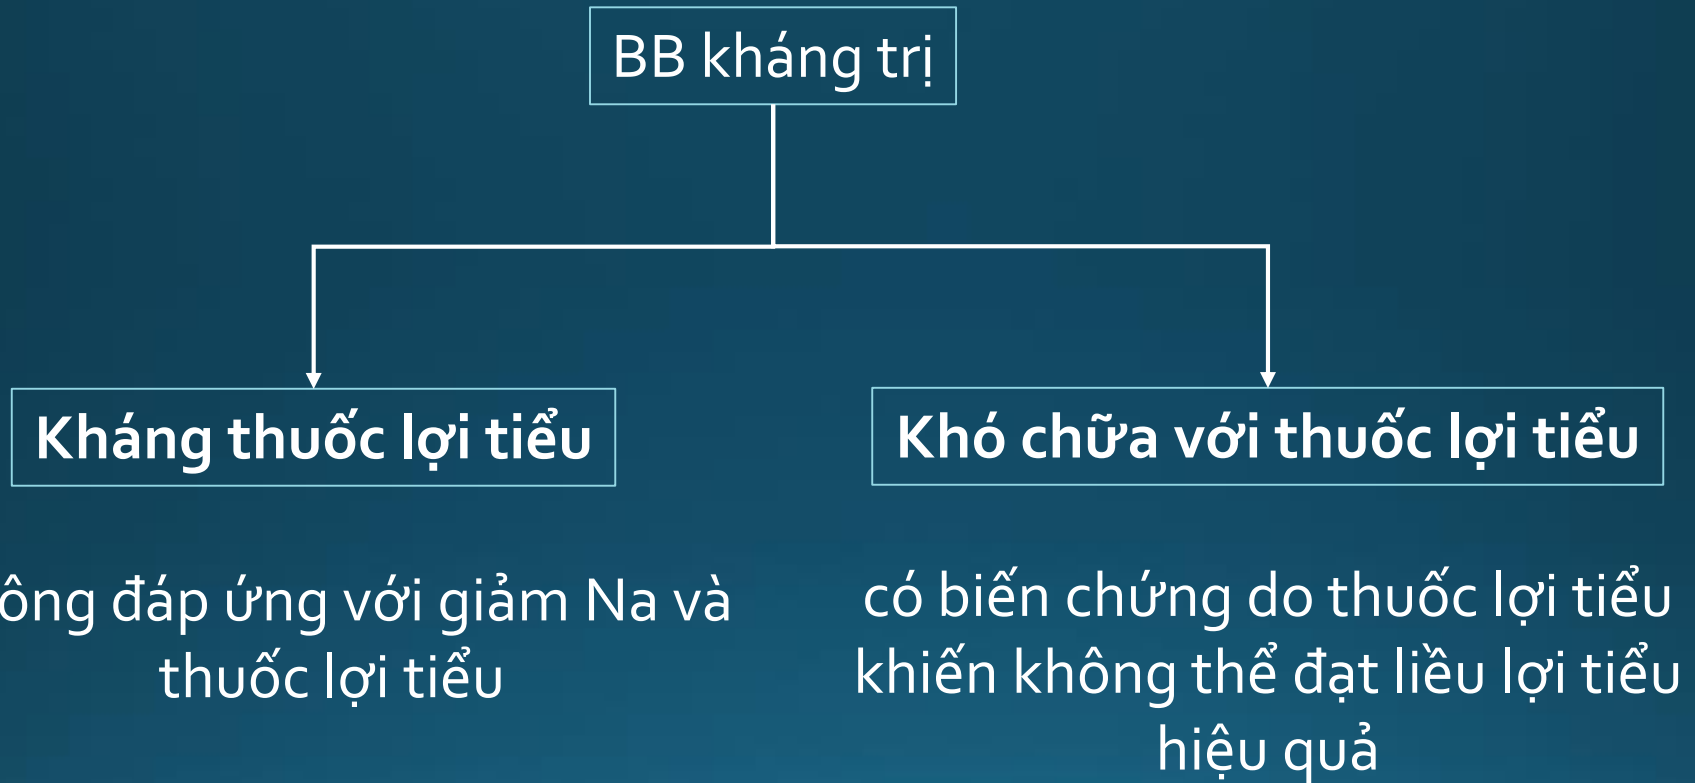 BB kháng trị
Kháng thuốc lợi tiểu
Khó chữa với thuốc lợi tiểu
ông đáp ứng với giảm Na và
thuốc lợi tiểu
có biến chứng do thuốc lợi tiểu
khiến không thể đạt liều lợi tiểu
hiệu quả